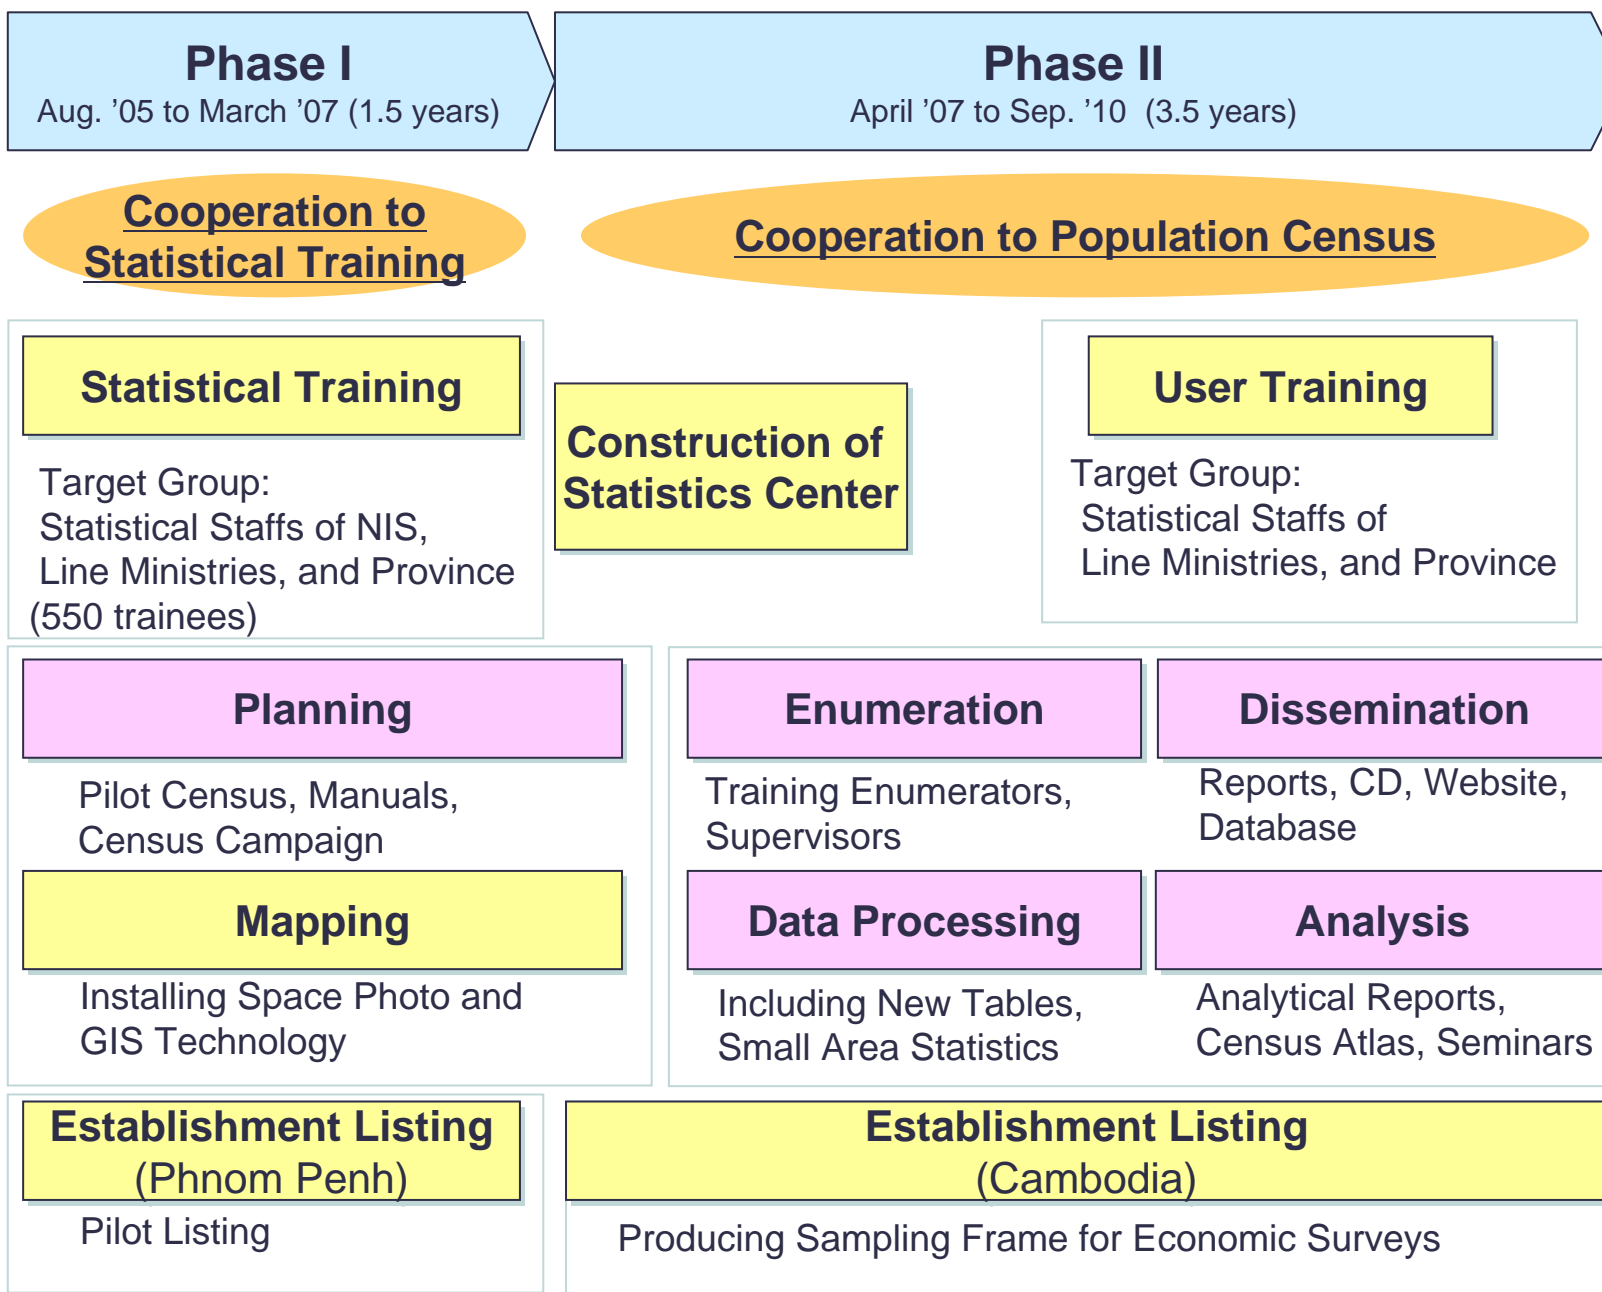 Phase I
Aug. ’05 to March ’07 (1.5 years)
Phase II
April ’07 to Sep. ’10  (3.5 years)
Cooperation to
Statistical Training
Cooperation to Population Census
Statistical Training
Target Group:
Statistical Staffs of NIS,
Line Ministries, and Province
(550 trainees)
Construction of
Statistics Center
User Training
Target Group:
Statistical Staffs of
Line Ministries, and Province
Planning
Pilot Census, Manuals,
Census Campaign
Mapping
Installing Space Photo and
GIS Technology
Enumeration
Training Enumerators,
Supervisors
Dissemination
Reports, CD, Website,
Database
Data Processing
Including New Tables,
Small Area Statistics
Analysis
Analytical Reports,
Census Atlas, Seminars
Establishment Listing
(Phnom Penh)
Pilot Listing
Establishment Listing
(Cambodia)
Producing Sampling Frame for Economic Surveys